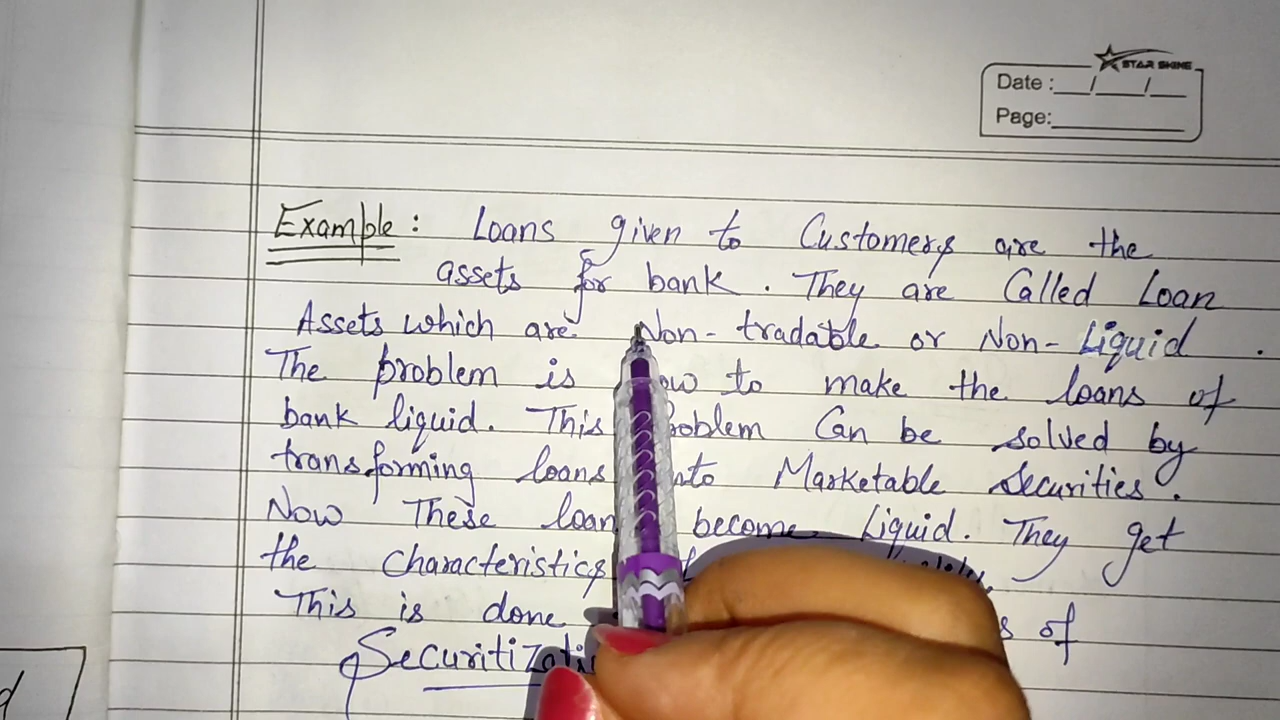 STAR SHINE
Date :___/___/___
Page:
Example : Loans given to Customers are the
assets for bank . They are Called Loan
Assets which are Non- tradable or Non- Liquid .
The problem is to make the loans of
bank liquid. This Can be solved by
transforming loans Marketable Securities .
Now These become Liquid. They get
the Characteristics
This is done of